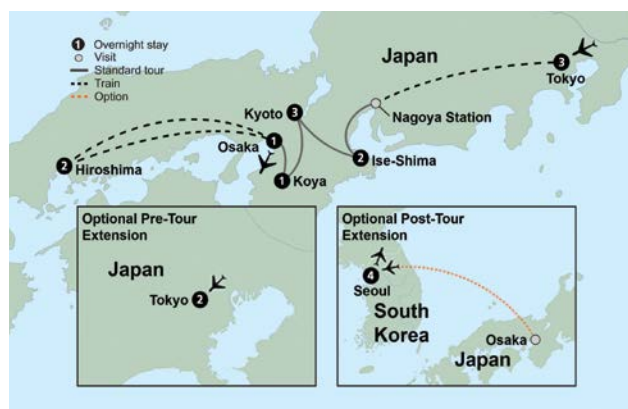 1 Overnight stay
Visit
Standard tour
Train
Option
Japan
3
Tokyo
Kyoto 3
Nagoya Station
Osaka 1
2
Hiroshima
2
Ise-Shima
1
Koya
Optional Pre-Tour
Extension
Japan
Tokyo 2
Optional Post-Tour
Extension
4
Seoul
South
Korea
Osaka
Japan